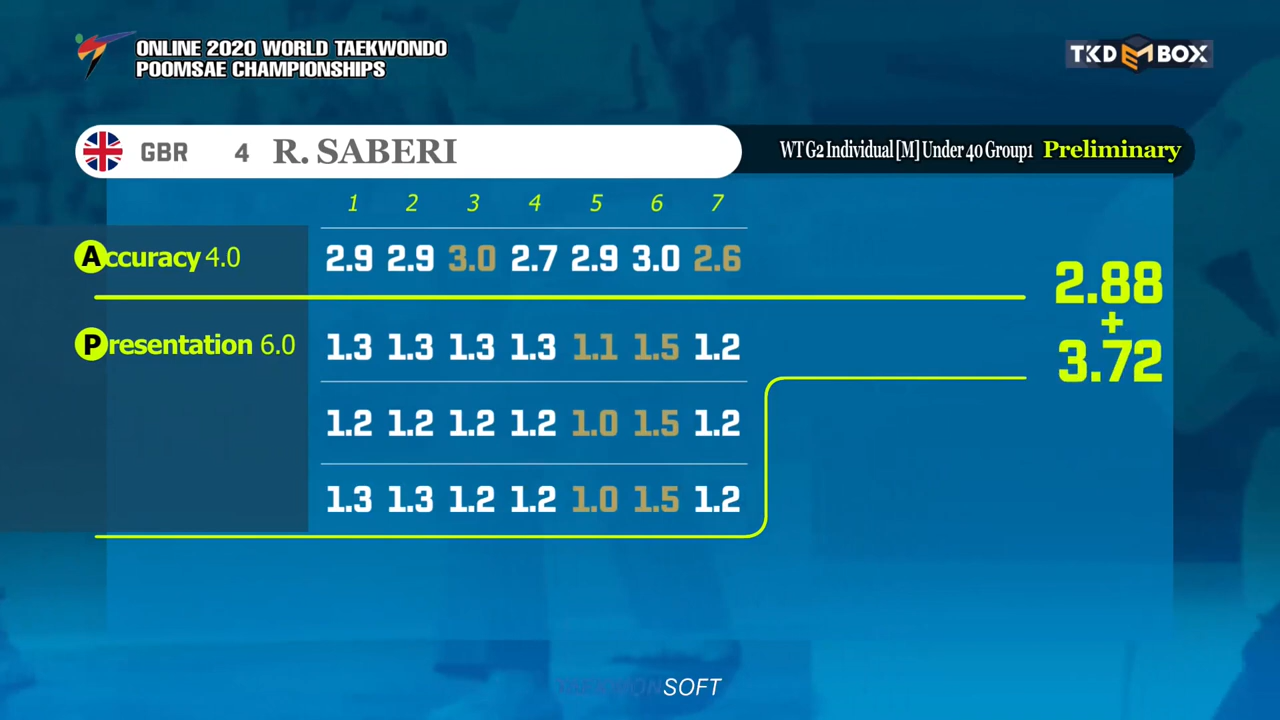 ONLINE 2020 WORLD TAEKWONDO
POOMSAE CHAMPIONSHIPS
TKD BOX
GBR 4 R. SABERI
WT G2 Individual [M] Under 40 Group1 Preliminary
1 2 3 4 5 6 7
Accuracy 4.0 2.9 2.9 3.0 2.7 2.9 3.0 2.6
2.88
+
3.72
Presentation 6.0 1.3 1.3 1.3 1.3 1.1 1.5 1.2
1.2 1.2 1.2 1.2 1.0 1.5 1.2
1.3 1.3 1.2 1.2 1.0 1.5 1.2
SOFT